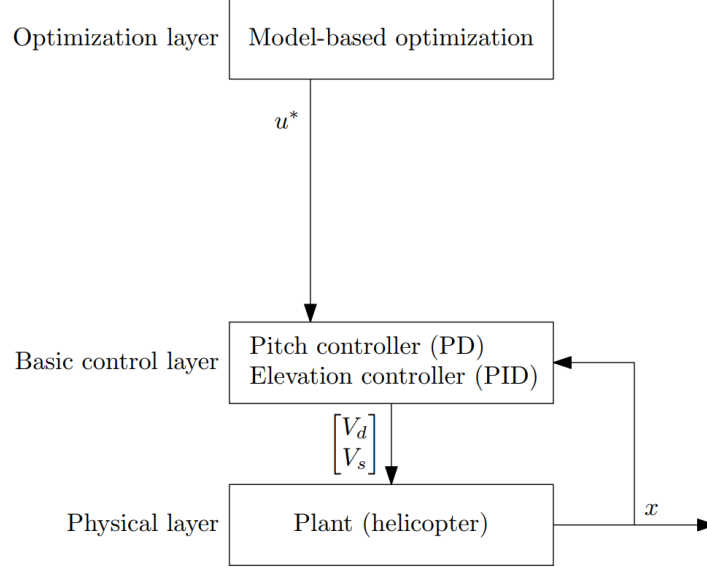 Optimization layer
Model-based optimization
u*
Basic control layer
Pitch controller (PD)
Elevation controller (PID)
[V_d
V_s]
Physical layer
Plant (helicopter)
x